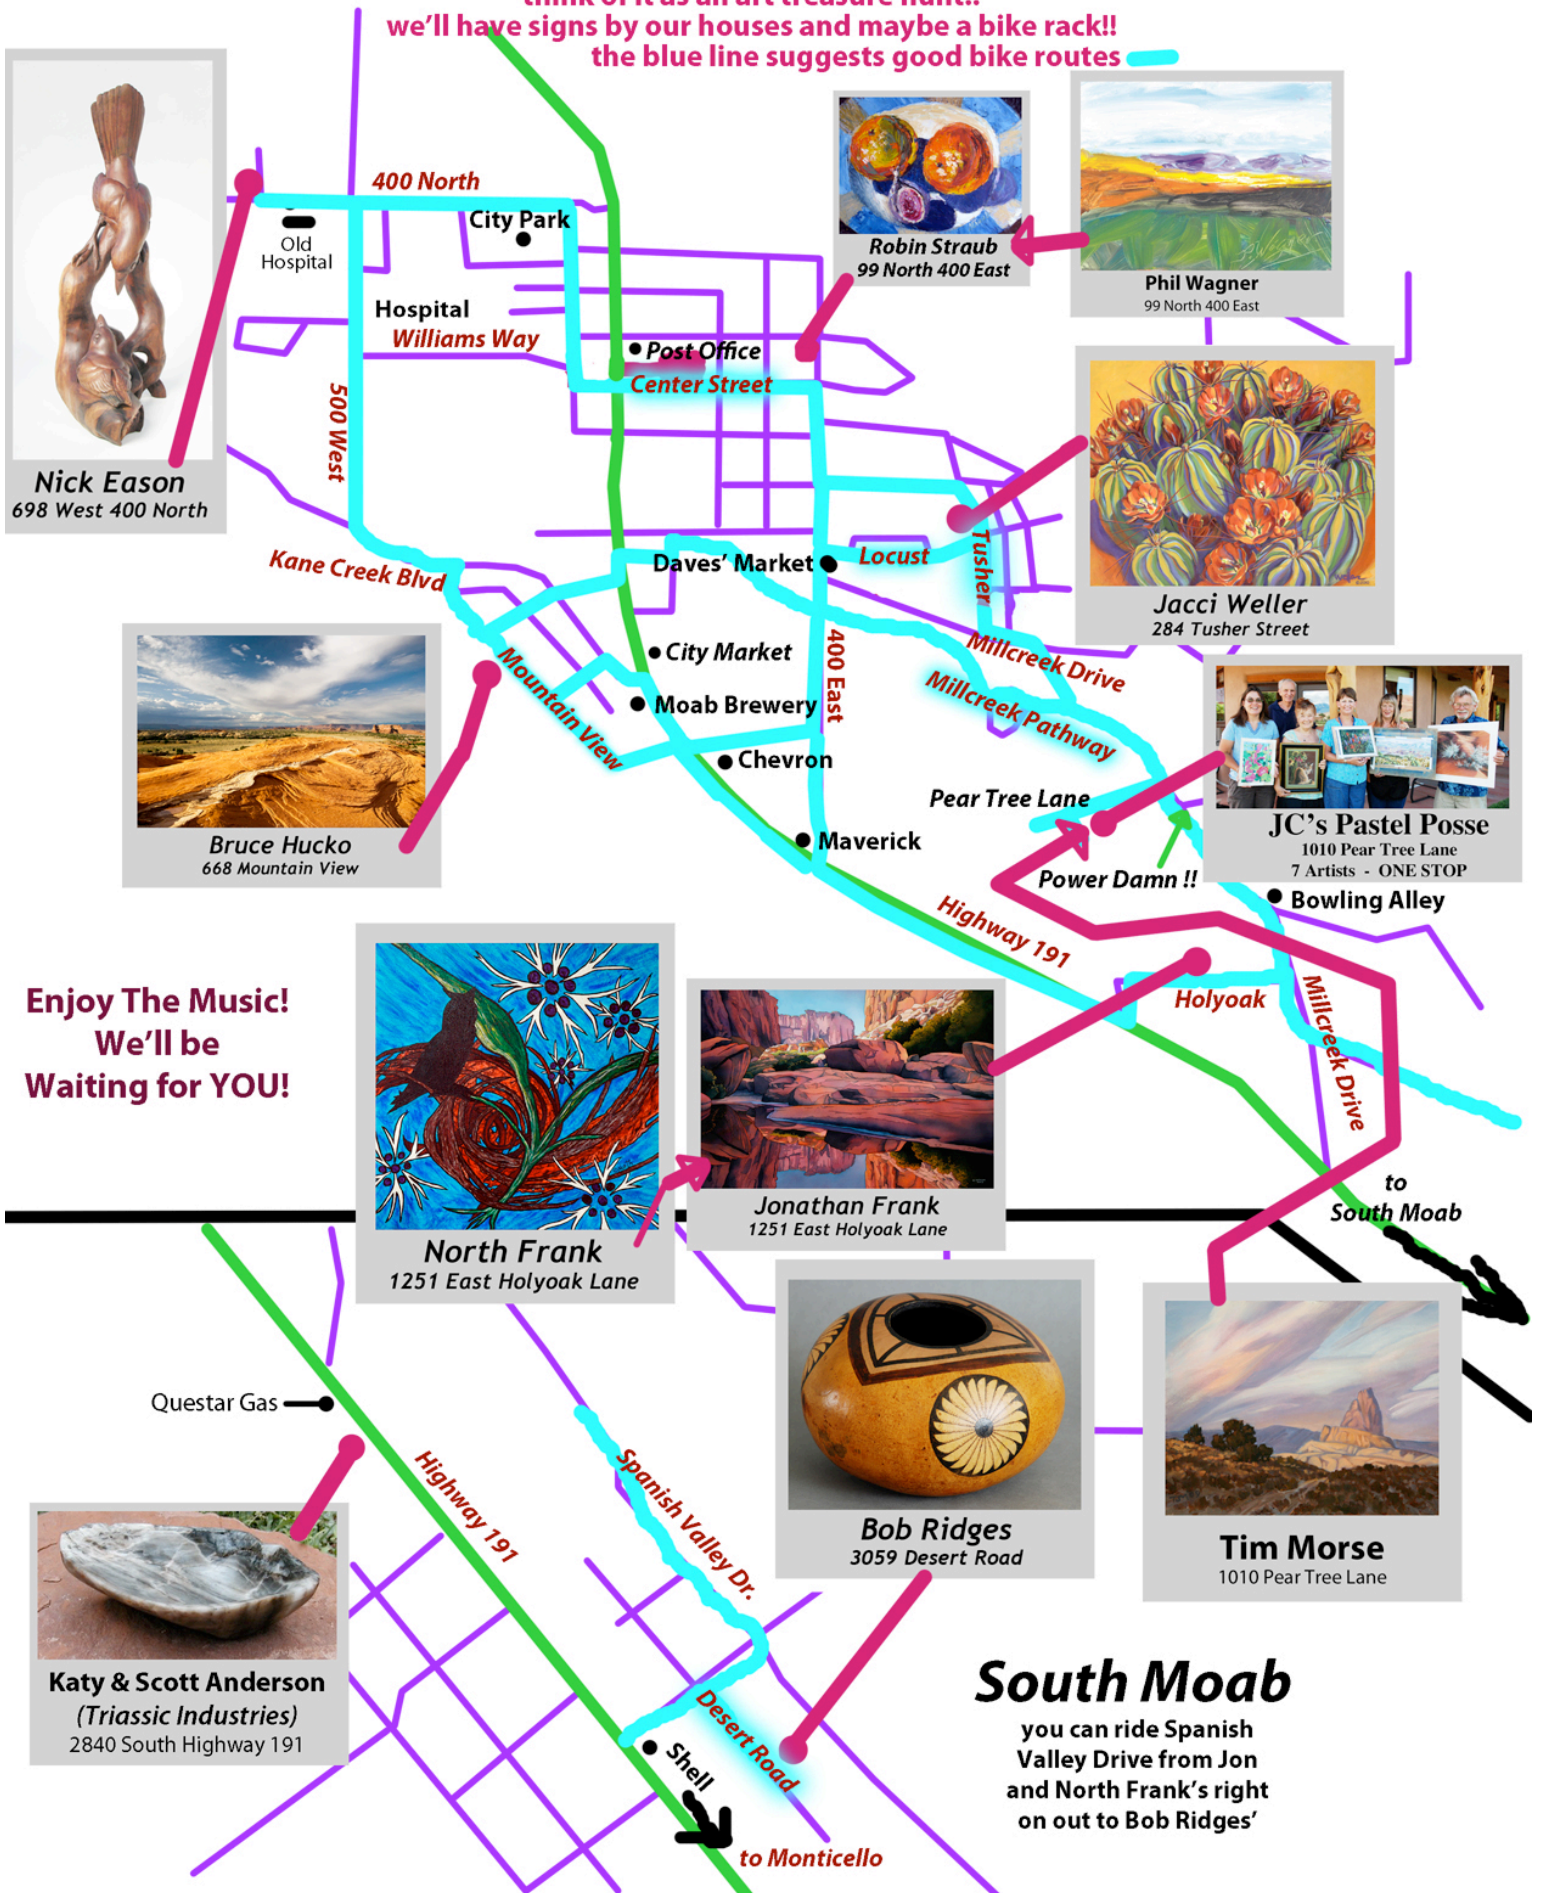 think of it as an art treasure hunt!!
we'll have signs by our houses and maybe a bike rack!!
the blue line suggests good bike routes
400 North
City Park
Old
Hospital
Robin Straub
99 North 400 East
Phil Wagner
99 North 400 East
Hospital
Williams Way
Post Office
Center Street
500 West
Nick Eason
698 West 400 North
Kane Creek Blvd
Daves' Market
Locust
Tusher
Jacci Weller
284 Tusher Street
City Market
400 East
Millcreek Drive
Millcreek Pathway
Mountain View
Moab Brewery
Chevron
Pear Tree Lane
JC's Pastel Posse
1010 Pear Tree Lane
7 Artists - ONE STOP
Bruce Hucko
668 Mountain View
Maverick
Power Damn !!
Bowling Alley
Highway 191
Holyoak
Millcreek Drive
Enjoy The Music!
We'll be
Waiting for YOU!
to
South Moab
Jonathan Frank
1251 East Holyoak Lane
North Frank
1251 East Holyoak Lane
Questar Gas
Highway 191
Spanish Valley Dr.
Bob Ridges
3059 Desert Road
Tim Morse
1010 Pear Tree Lane
Katy & Scott Anderson
(Triassic Industries)
2840 South Highway 191
Desert Road
Shell
South Moab
you can ride Spanish
Valley Drive from Jon
and North Frank's right
on out to Bob Ridges'
to Monticello